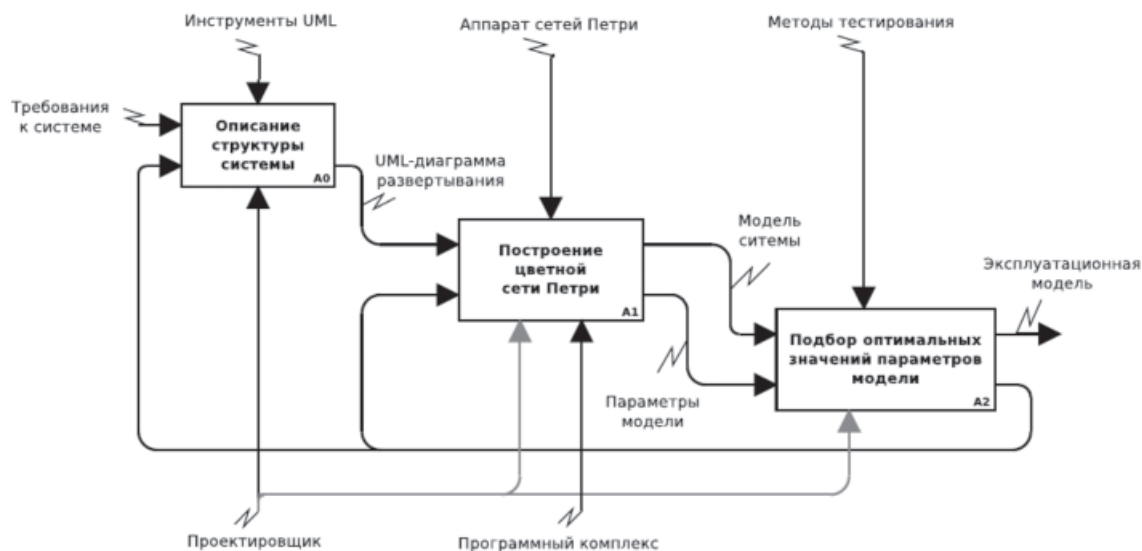 Инструменты UML
Аппарат сетей Петри
Методы тестирования
Требования
к системе
Описание
структуры
системы
A0
UML-диаграмма
развертывания
Построение
цветной
сети Петри
A1
Модель
ситемы
Эксплуатационная
модель
Подбор оптимальных
значений параметров
модели
A2
Параметры
модели
Проектировщик
Программный комплекс